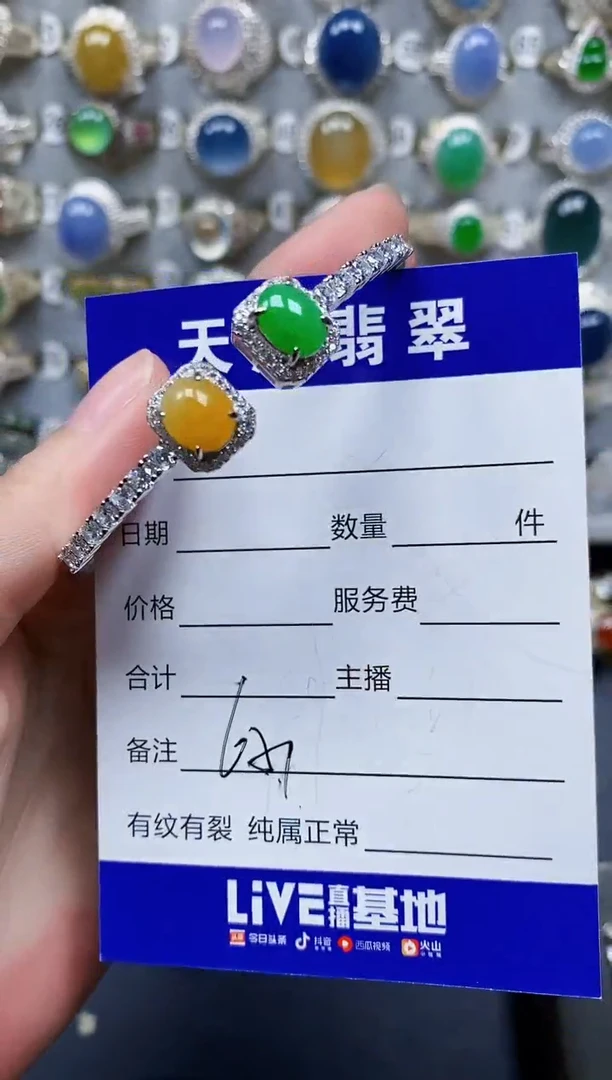 天 翡翠
日期 数量 件
价格 服务费
合计 主播
备注
有纹有裂 纯属正常
LiVE直播基地
今日头条 抖音 西瓜视频 火山